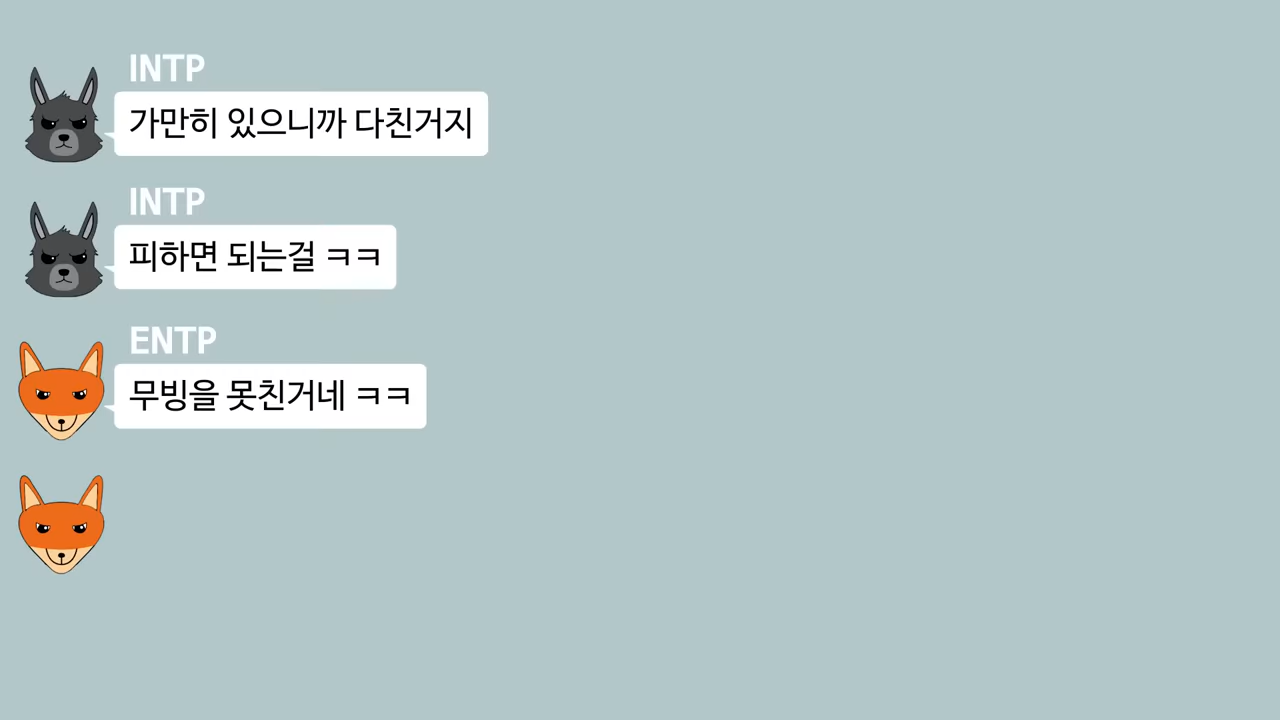 INTP
가만히 있으니까 다친거지
INTP
피하면 되는걸 ㅋㅋ
ENTP
무빙을 못친거네 ㅋㅋ